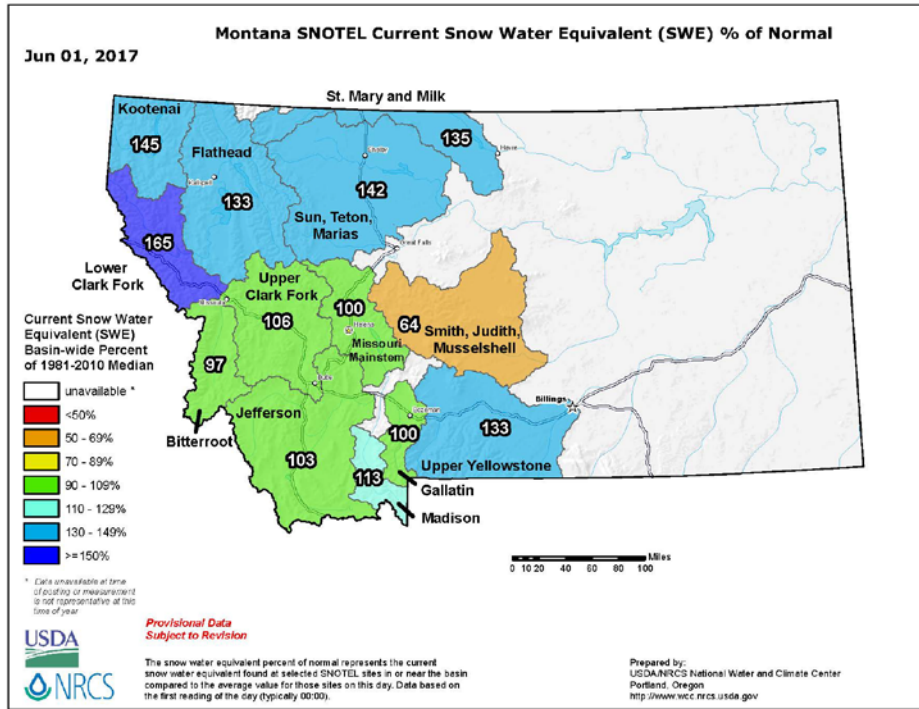 Montana SNOTEL Current Snow Water Equivalent (SWE) % of Normal
Jun 01, 2017
St. Mary and Milk
Kootenai
145
Flathead
133
135
Havre
142
Sun, Teton,
Marias
Great Falls
165
Lower
Clark Fork
Upper
Clark Fork
106
100
Helena
Missouri
Mainstem
64
Smith, Judith,
Musselshell
97
Bitterroot
Jefferson
103
113
100
Gallatin
Madison
133
Upper Yellowstone
Billings
Current Snow Water
Equivalent (SWE)
Basin-wide Percent
of 1981-2010 Median
unavailable *
<50%
50 - 69%
70 - 89%
90 - 109%
110 - 129%
130 - 149%
>=150%
* Data unavailable at time
of posting or measurement
is not representative at this
time of year
Miles
0 10 20 40 60 80 100
Provisional Data
Subject to Revision
USDA
NRCS
The snow water equivalent percent of normal represents the current
snow water equivalent found at selected SNOTEL sites in or near the basin
compared to the average value for those sites on this day. Data based on
the first reading of the day (typically 00:00).
Prepared by:
USDA/NRCS National Water and Climate Center
Portland, Oregon
http://www.wcc.nrcs.usda.gov